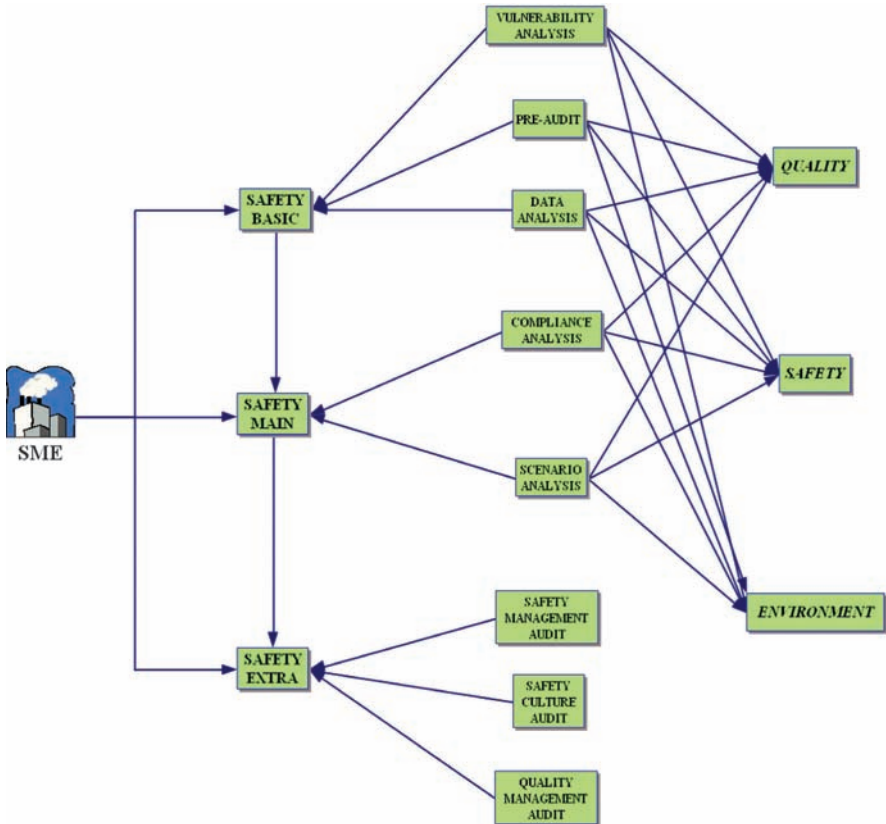 VULNERABILITY
ANALYSIS
PRE-AUDIT
QUALITY
SAFETY
BASIC
DATA
ANALYSIS
COMPLIANCE
ANALYSIS
SAFETY
SAFETY
MAIN
SME
SCENARIO
ANALYSIS
SAFETY
MANAGEMENT
AUDIT
ENVIRONMENT
SAFETY
EXTRA
SAFETY
CULTURE
AUDIT
QUALITY
MANAGEMENT
AUDIT